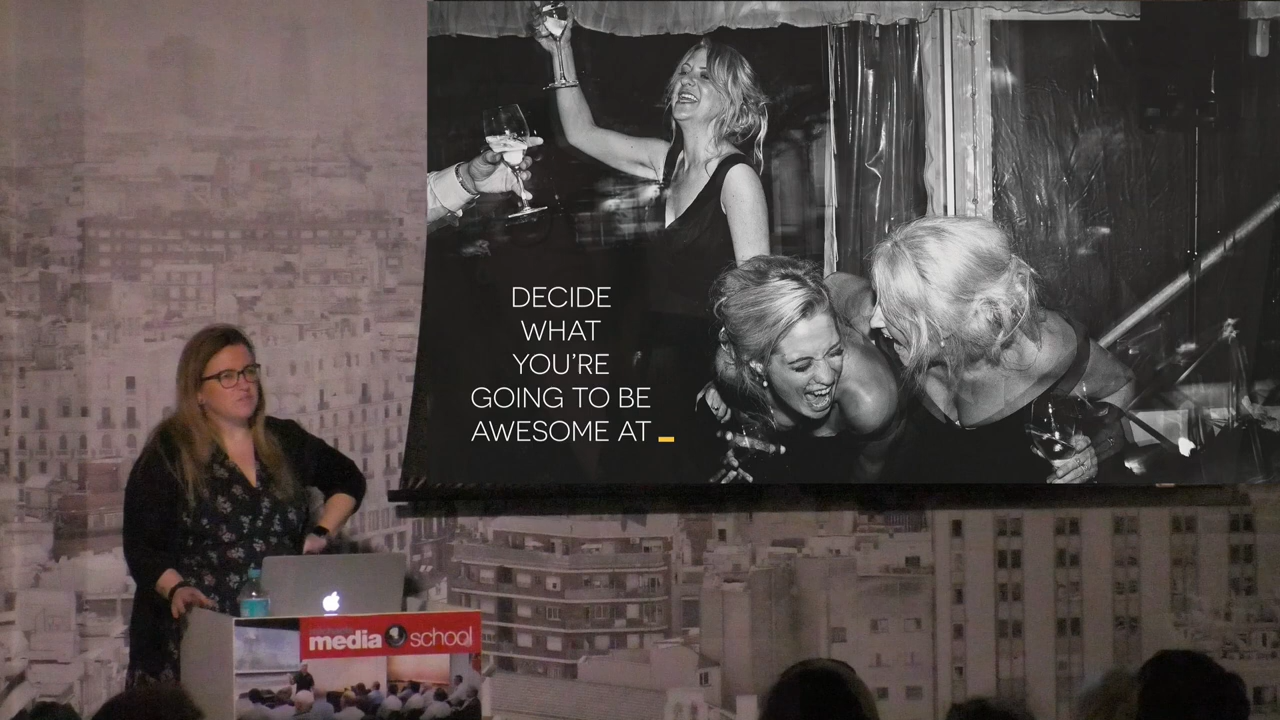 DECIDE
WHAT
YOU'RE
GOING TO BE
AWESOME AT _
media school